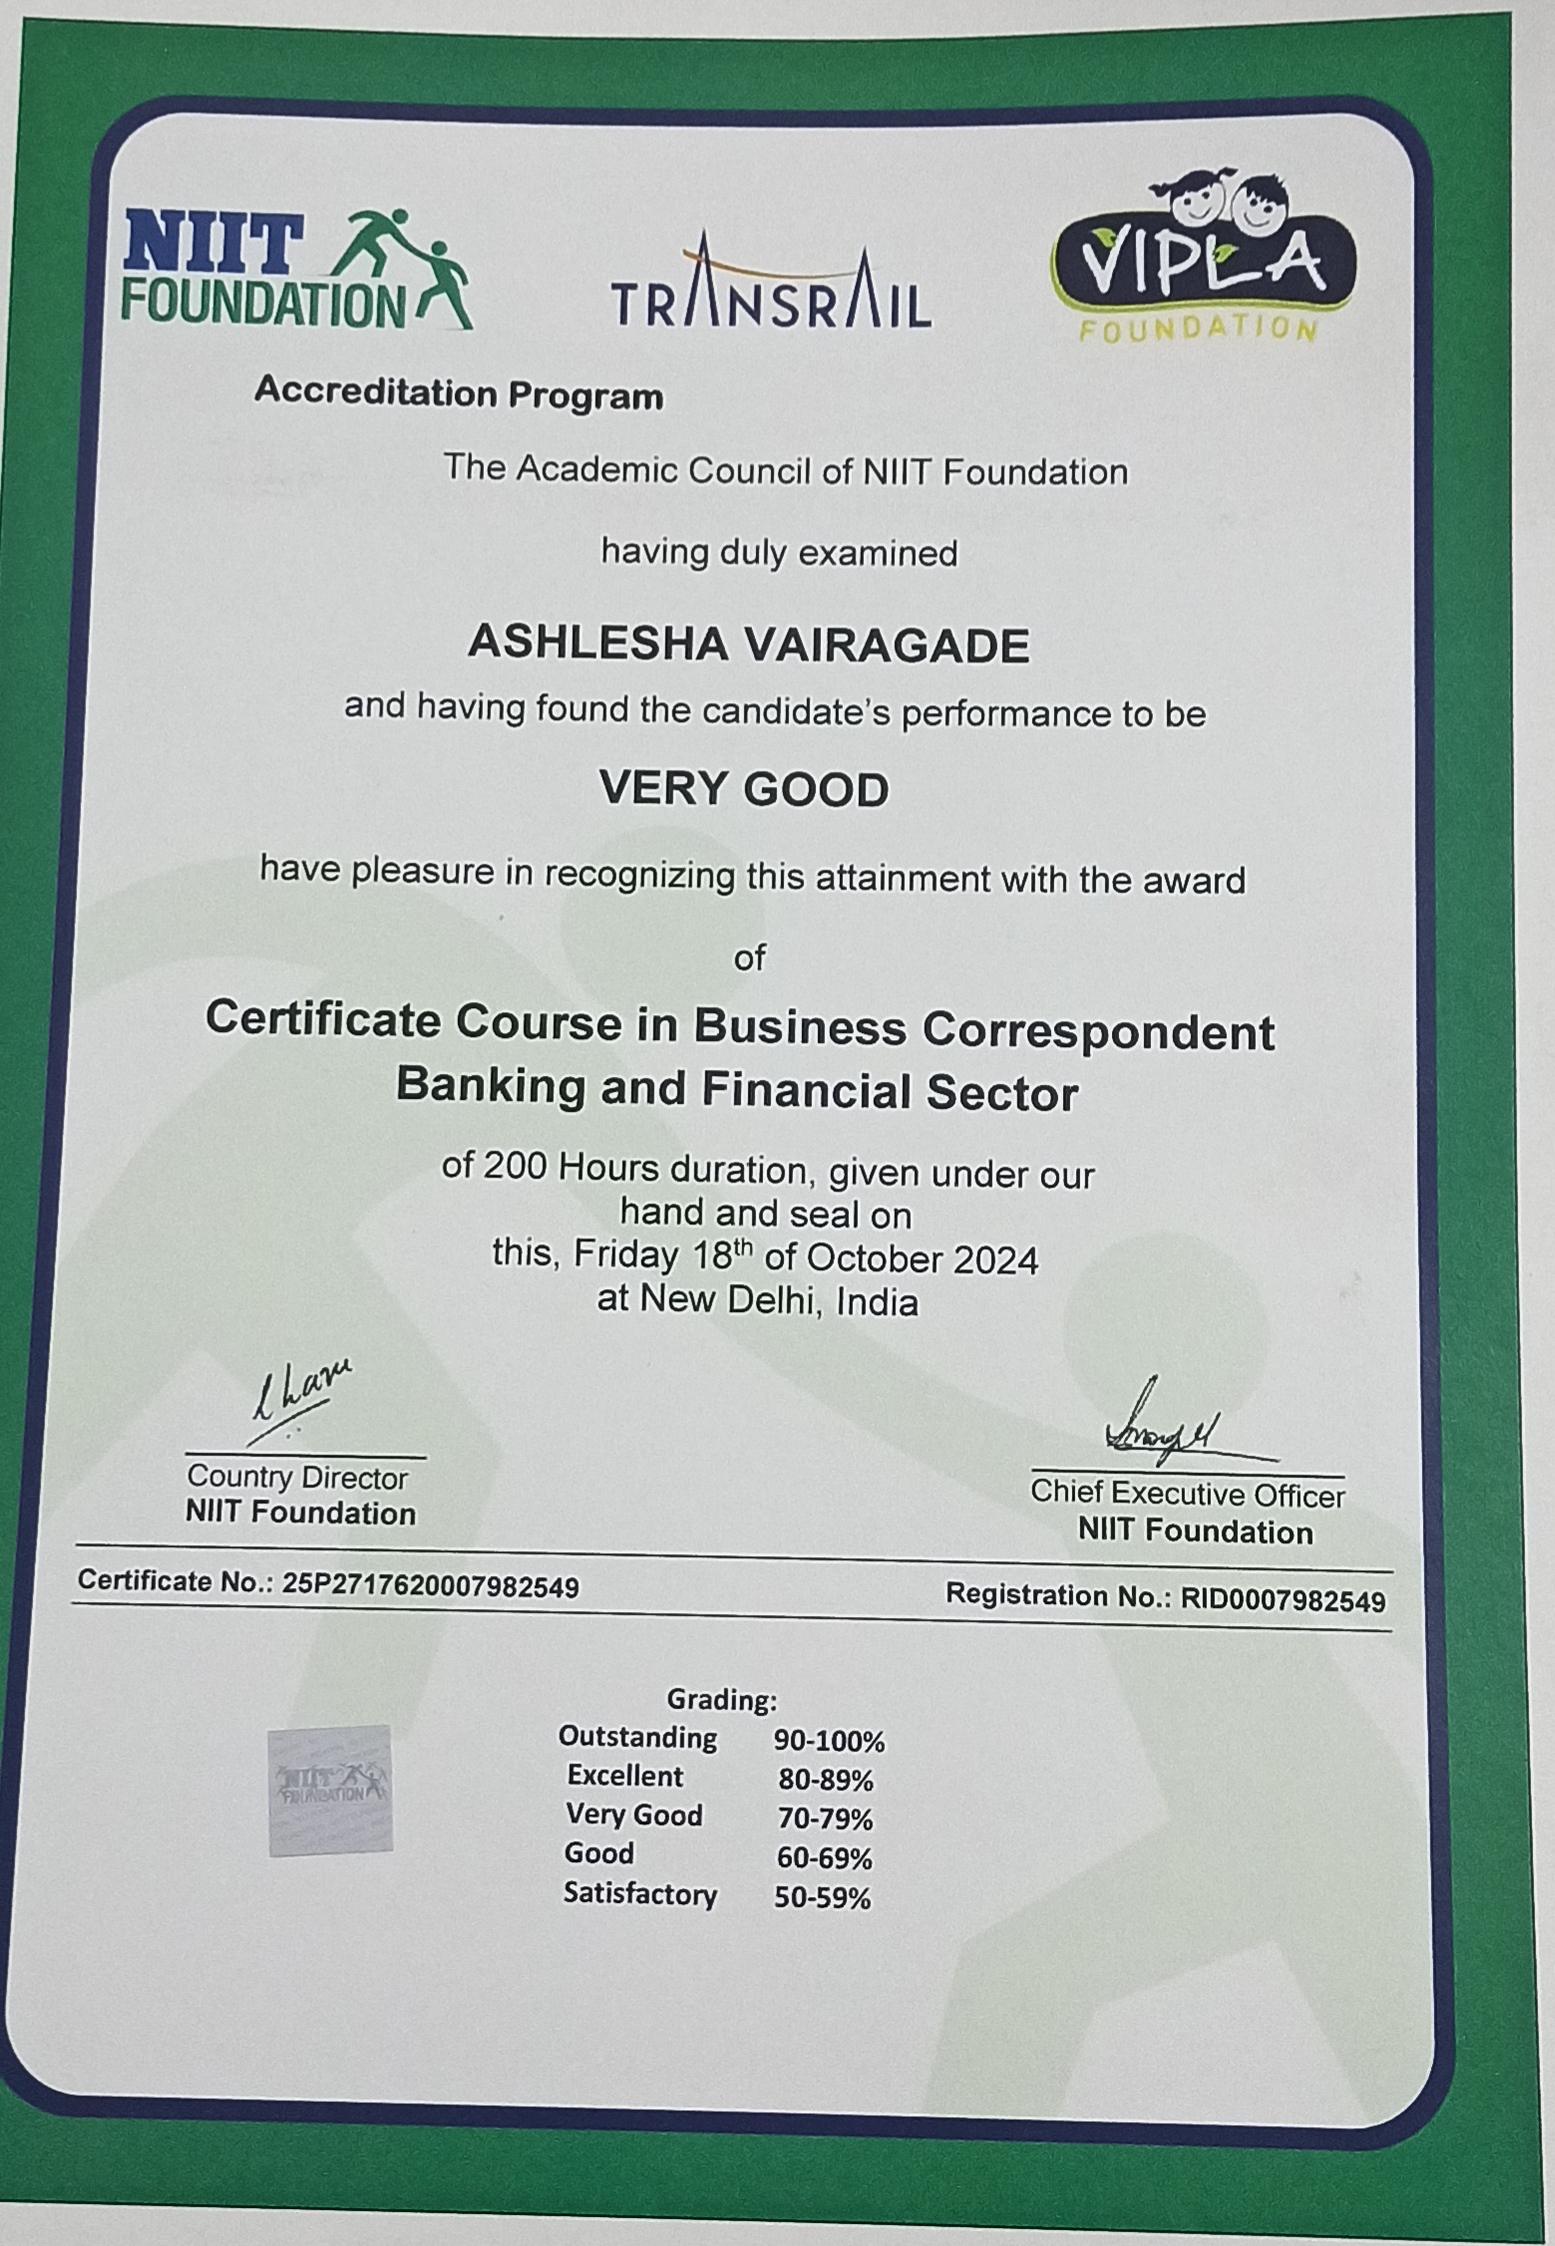 NIIT
FOUNDATION
TRANSRAIL
VIPLA
FOUNDATION
Accreditation Program
The Academic Council of NIIT Foundation
having duly examined
ASHLESHA VAIRAGADE
and having found the candidate's performance to be
VERY GOOD
have pleasure in recognizing this attainment with the award
of
Certificate Course in Business Correspondent
Banking and Financial Sector
of 200 Hours duration, given under our
hand and seal on
this, Friday 18th of October 2024
at New Delhi, India
Country Director
NIIT Foundation
Chief Executive Officer
NIIT Foundation
Certificate No.: 25P2717620007982549
Registration No.: RID0007982549
Grading:
Outstanding 90-100%
Excellent 80-89%
Very Good 70-79%
Good 60-69%
Satisfactory 50-59%
NIIT
FOUNDATION